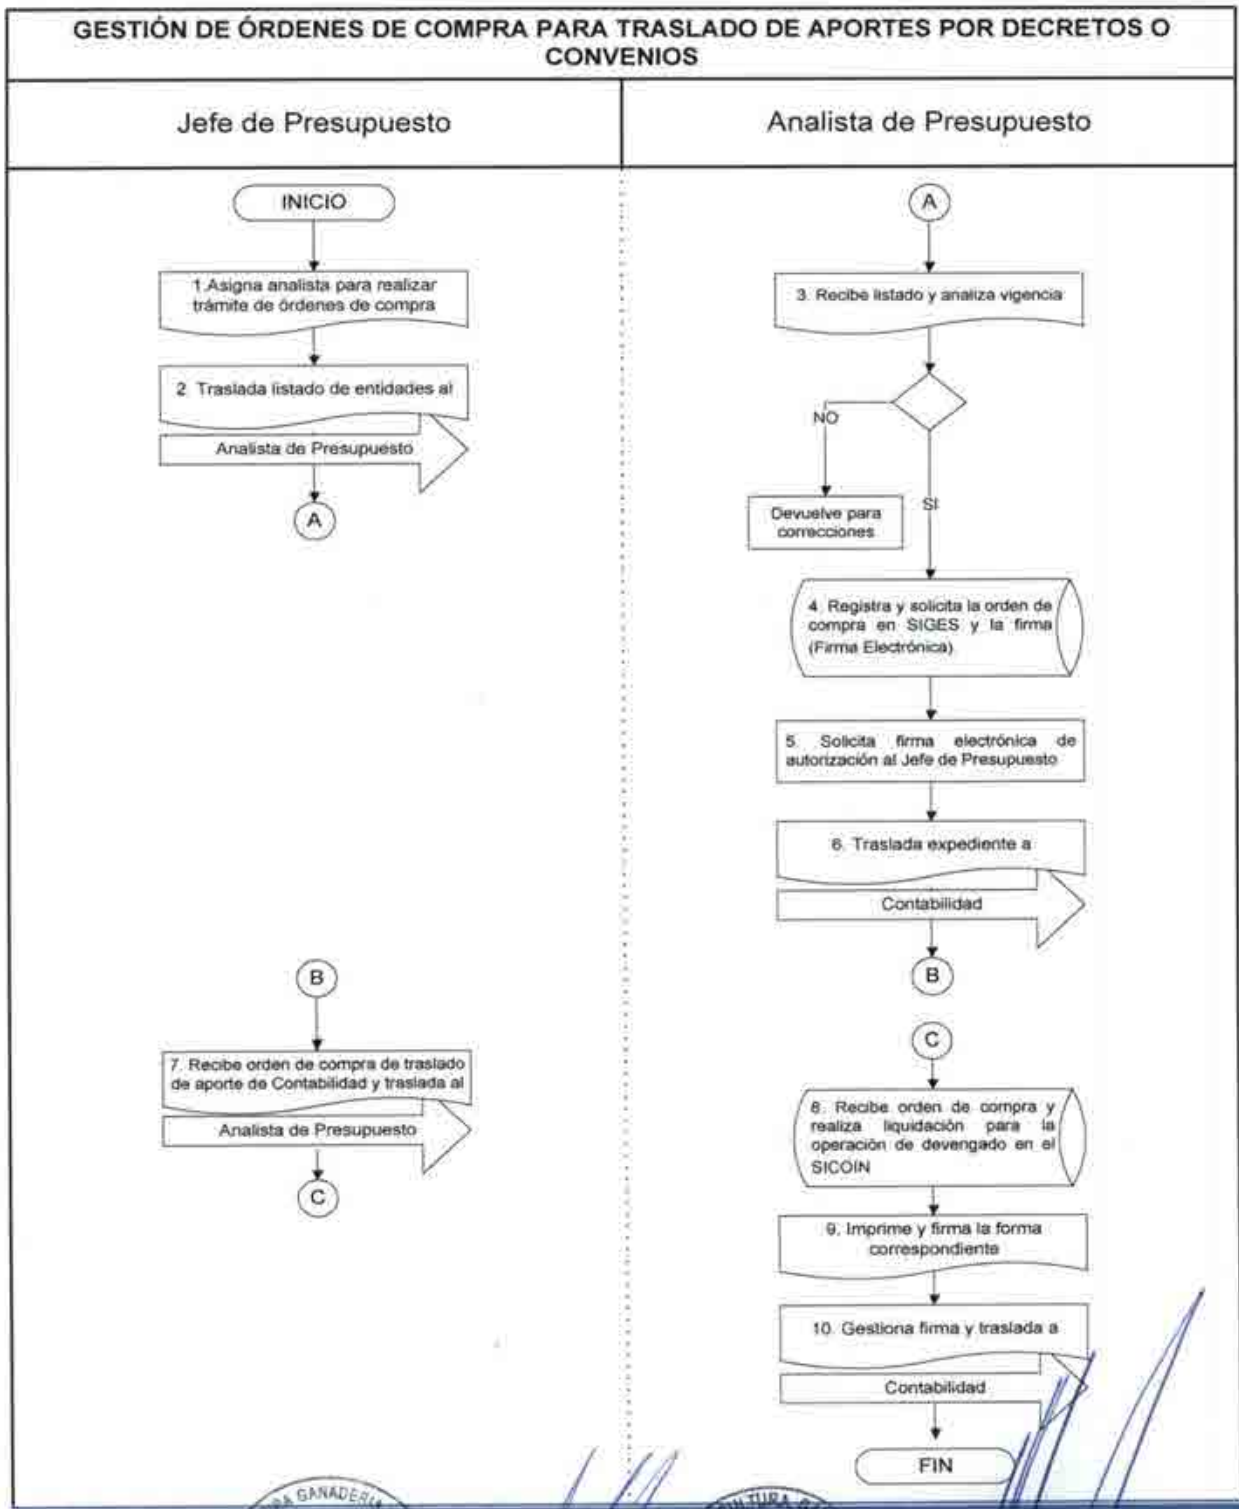 GESTIÓN DE ÓRDENES DE COMPRA PARA TRASLADO DE APORTES POR DECRETOS O
CONVENIOS
Jefe de Presupuesto
Analista de Presupuesto
INICIO
1.Asigna analista para realizar
trámite de órdenes de compra
2 Traslada listado de entidades al
Analista de Presupuesto
A
A
3. Recibe listado y analiza vigencia
NO
Devuelve para
correcciones
SI
4. Registra y solicita la orden de
compra en SIGES y la firma
(Firma Electrónica)
5. Solicita firma electrónica de
autorización al Jefe de Presupuesto
6. Traslada expediente a
Contabilidad
B
B
7. Recibe orden de compra de traslado
de aporte de Contabilidad y traslada al
Analista de Presupuesto
C
C
8. Recibe orden de compra y
realiza liquidación para la
operación de devengado en el
SICOIN
9. Imprime y firma la forma
correspondiente
10. Gestiona firma y traslada a
Contabilidad
FIN
GANADERIA